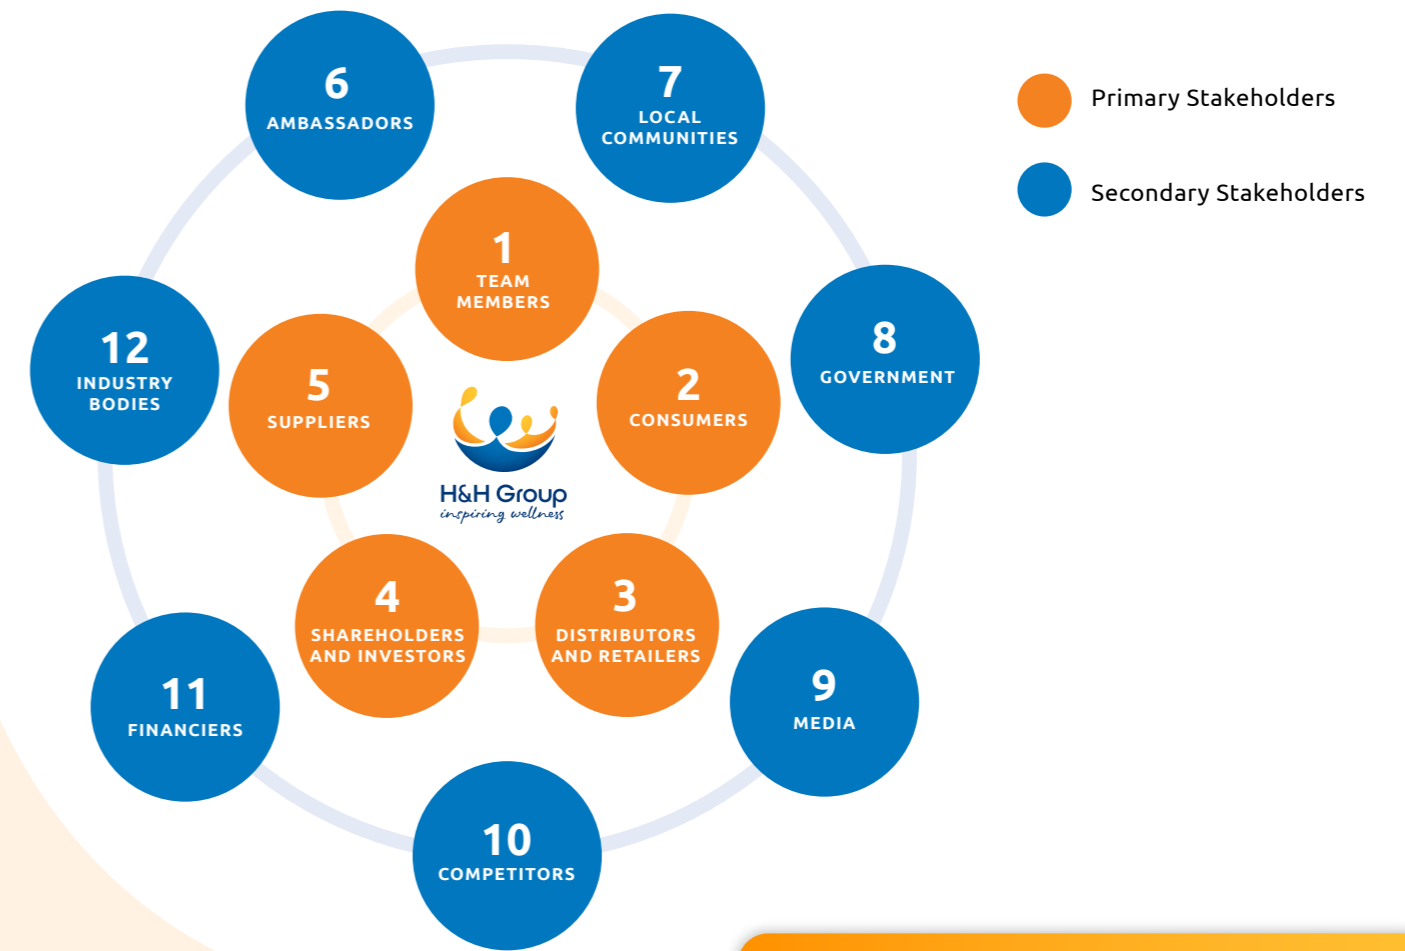 6
AMBASSADORS
7
LOCAL
COMMUNITIES
Primary Stakeholders
Secondary Stakeholders
1
TEAM
MEMBERS
12
INDUSTRY
BODIES
5
SUPPLIERS
2
CONSUMERS
8
GOVERNMENT
H&H Group
inspiring wellness
4
SHAREHOLDERS
AND INVESTORS
3
DISTRIBUTORS
AND RETAILERS
11
FINANCIERS
9
MEDIA
10
COMPETITORS